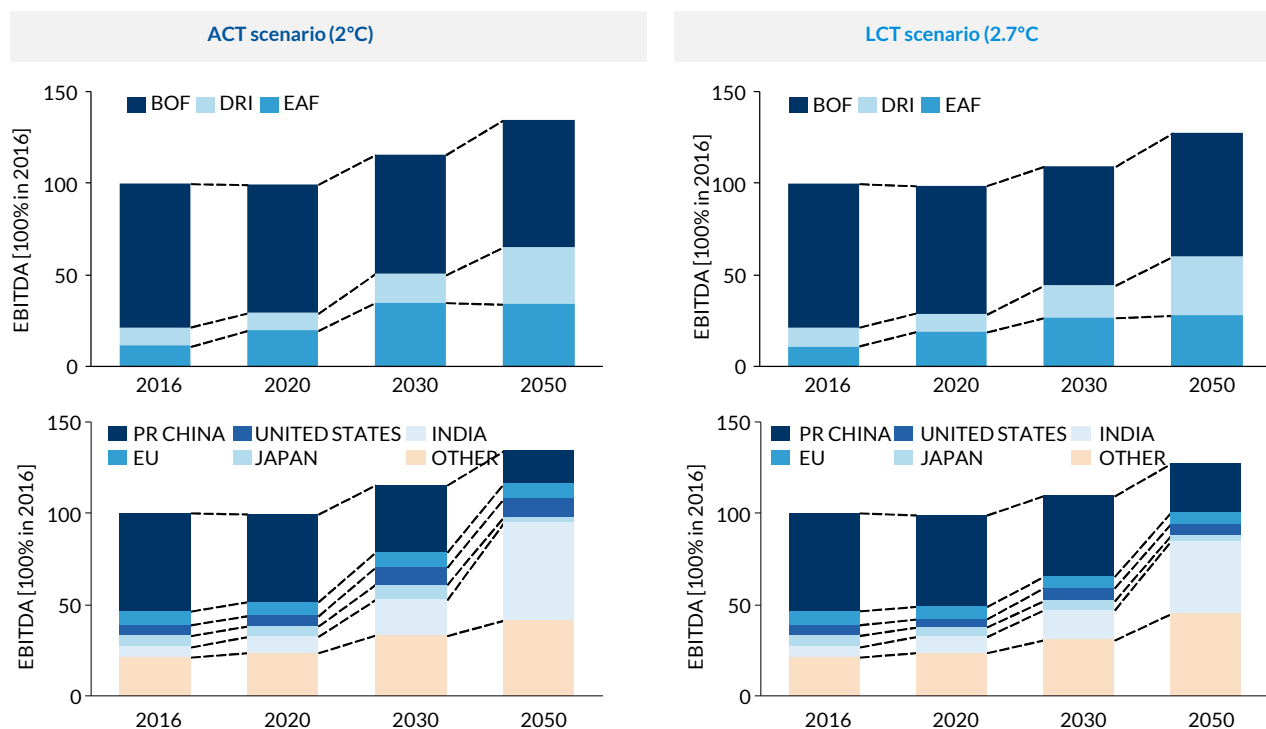 ACT scenario (2°C)
LCT scenario (2.7°C
EBITDA [100% in 2016]
150
100
50
0
BOF DRI EAF
2016 2020 2030 2050
EBITDA [100% in 2016]
150
100
50
0
BOF DRI EAF
2016 2020 2030 2050
EBITDA [100% in 2016]
150
100
50
0
PR CHINA UNITED STATES INDIA
EU JAPAN OTHER
2016 2020 2030 2050
EBITDA [100% in 2016]
150
100
50
0
PR CHINA UNITED STATES INDIA
EU JAPAN OTHER
2016 2020 2030 2050